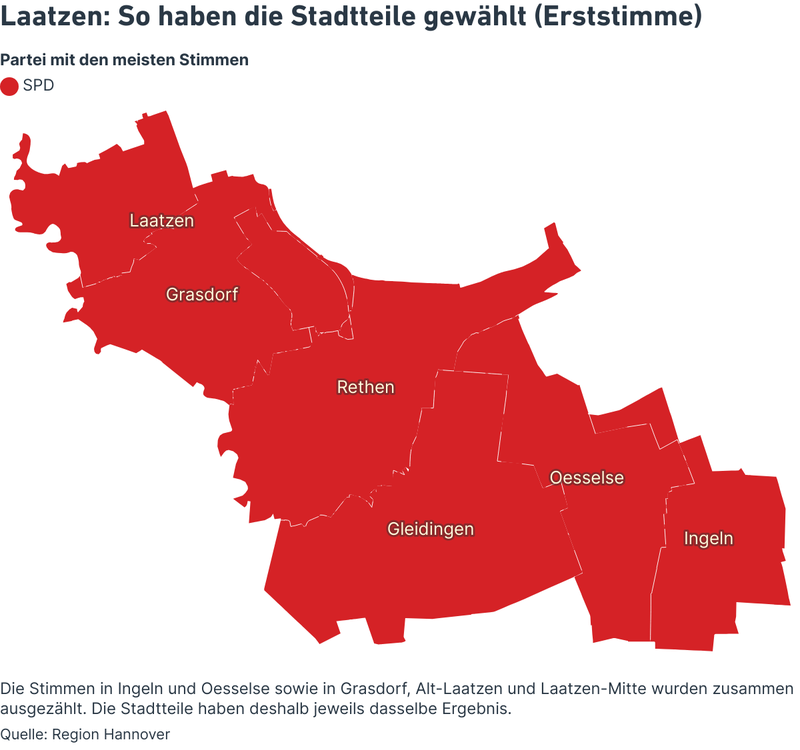 Laatzen: So haben die Stadtteile gewählt (Erststimme)
Partei mit den meisten Stimmen
SPD
Laatzen
Grasdorf
Rethen
Oesselse
Gleidingen
Ingeln
Die Stimmen in Ingeln und Oesselse sowie in Grasdorf, Alt-Laatzen und Laatzen-Mitte wurden zusammen
ausgezählt. Die Stadtteile haben deshalb jeweils dasselbe Ergebnis.
Quelle: Region Hannover